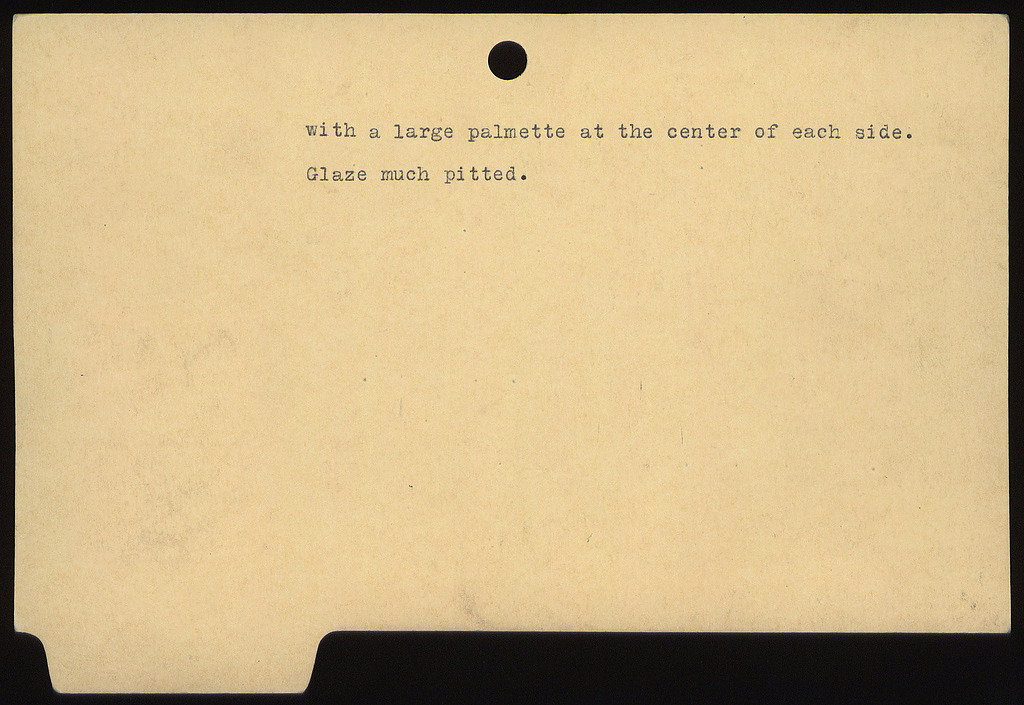 with a large palmette at the center of each side.
Glaze much pitted.